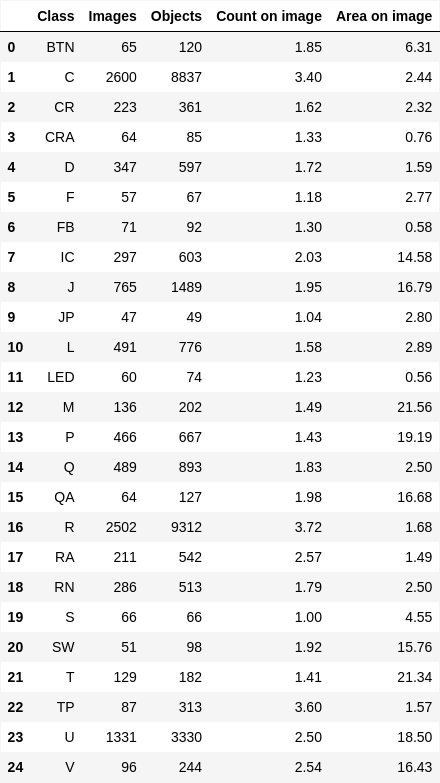 Class Images Objects Count on image Area on image
0 BTN 65 120 1.85 6.31
1 C 2600 8837 3.40 2.44
2 CR 223 361 1.62 2.32
3 CRA 64 85 1.33 0.76
4 D 347 597 1.72 1.59
5 F 57 67 1.18 2.77
6 FB 71 92 1.30 0.58
7 IC 297 603 2.03 14.58
8 J 765 1489 1.95 16.79
9 JP 47 49 1.04 2.80
10 L 491 776 1.58 2.89
11 LED 60 74 1.23 0.56
12 M 136 202 1.49 21.56
13 P 466 667 1.43 19.19
14 Q 489 893 1.83 2.50
15 QA 64 127 1.98 16.68
16 R 2502 9312 3.72 1.68
17 RA 211 542 2.57 1.49
18 RN 286 513 1.79 2.50
19 S 66 66 1.00 4.55
20 SW 51 98 1.92 15.76
21 T 129 182 1.41 21.34
22 TP 87 313 3.60 1.57
23 U 1331 3330 2.50 18.50
24 V 96 244 2.54 16.43